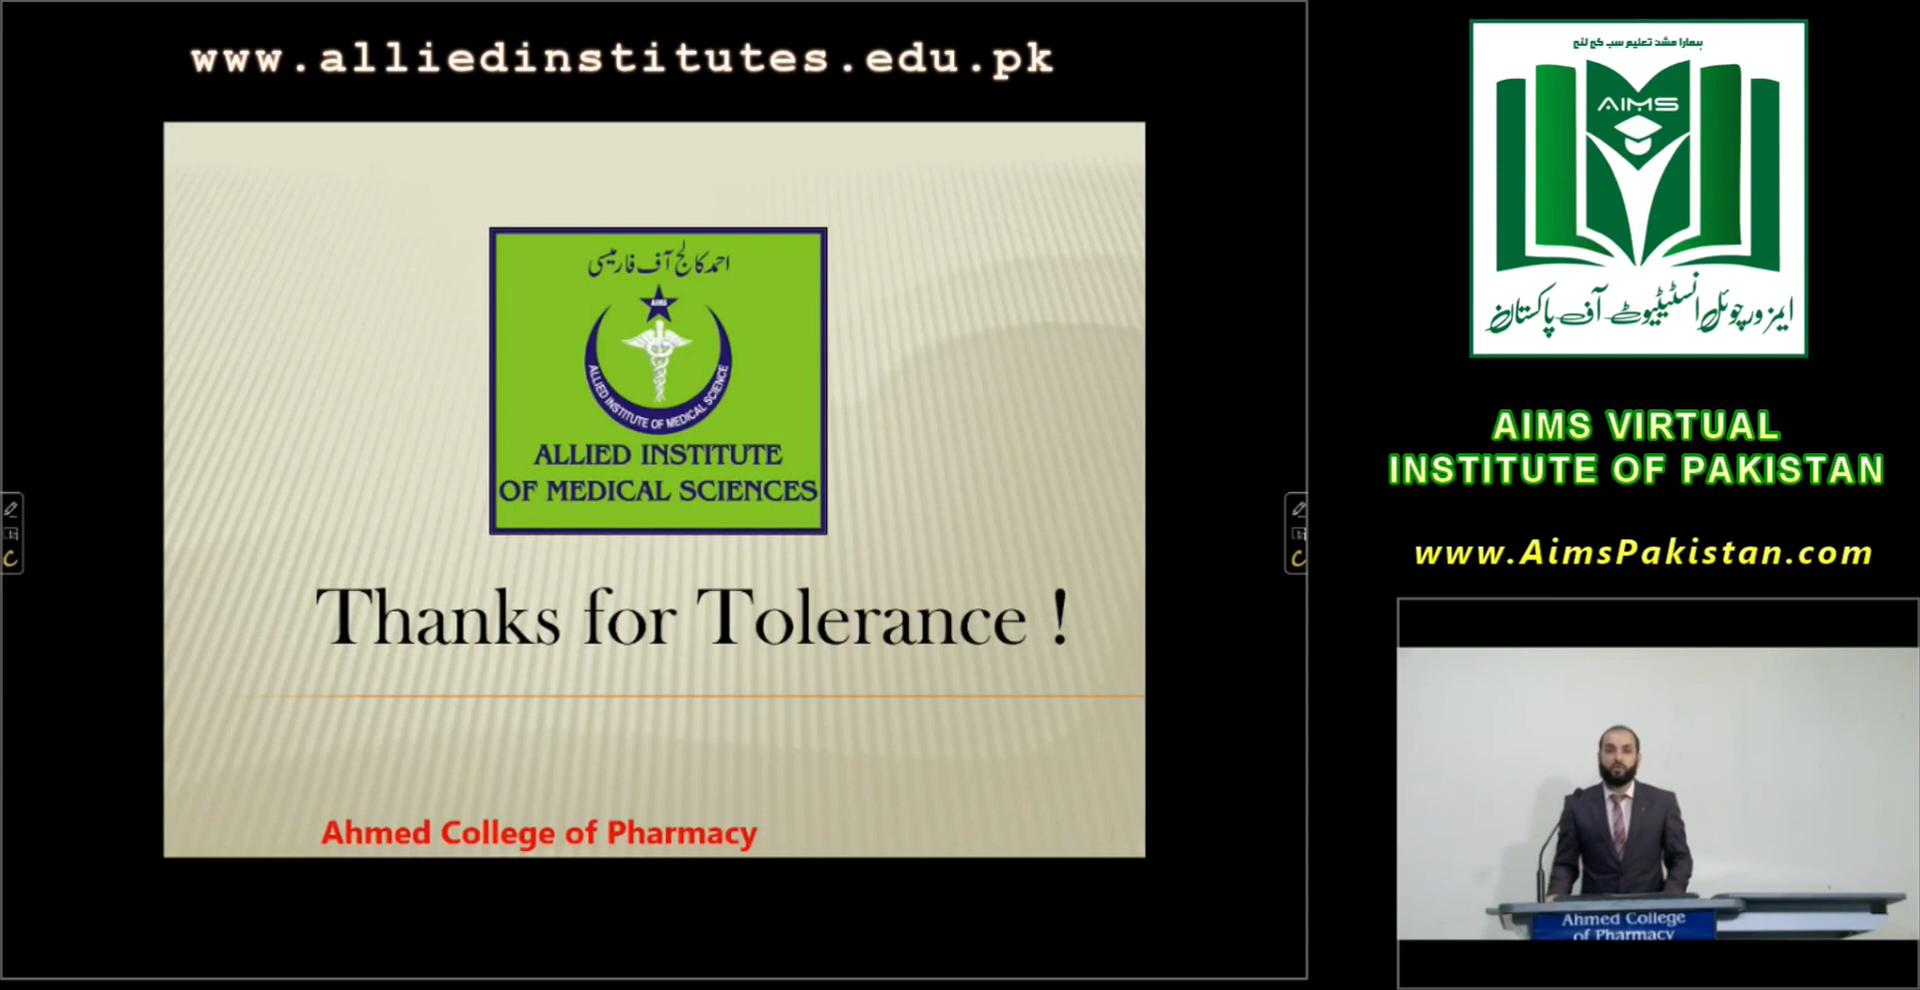 www.alliedinstitutes.edu.pk
احمد کالج آف فارمیسی
AIMS
ALLIED INSTITUTE OF MEDICAL SCIENCE
ALLIED INSTITUTE
OF MEDICAL SCIENCES
Thanks for Tolerance !
Ahmed College of Pharmacy
ہمارا مشن تعلیم سب کے لئے
AIMS
ایمز ورچوئل انسٹیٹیوٹ آف پاکستان
AIMS VIRTUAL
INSTITUTE OF PAKISTAN
www.AimsPakistan.com
Ahmed College
of Pharmacy